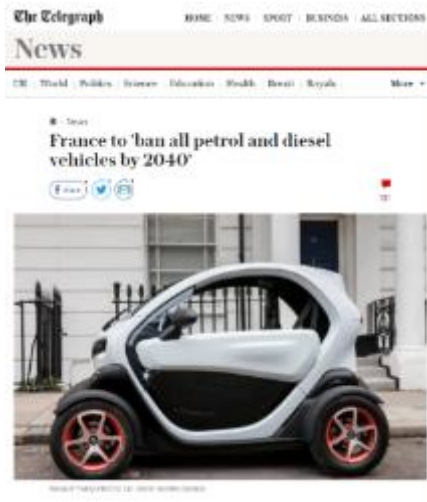 The Telegraph
HOME NEWS SPORT BUSINESS ALL SECTIONS
News
UK World Politics Science Education Health Brexit Royals More
News
France to 'ban all petrol and diesel
vehicles by 2040'